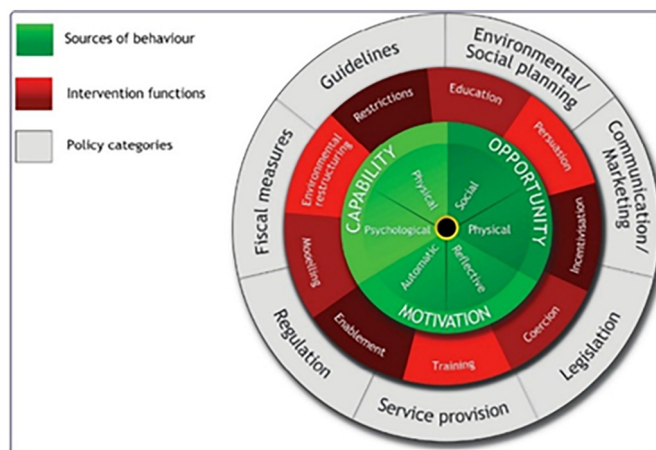 Sources of behaviour
Intervention functions
Policy categories
Guidelines
Environmental/
Social planning
Communication/
Marketing
Legislation
Service provision
Regulation
Fiscal measures
Restrictions
Education
Persuasion
Incentivisation
Coercion
Training
Enablement
Modelling
Environmental
restructuring
CAPABILITY
OPPORTUNITY
MOTIVATION
Physical
Social
Physical
Reflective
Automatic
Psychological